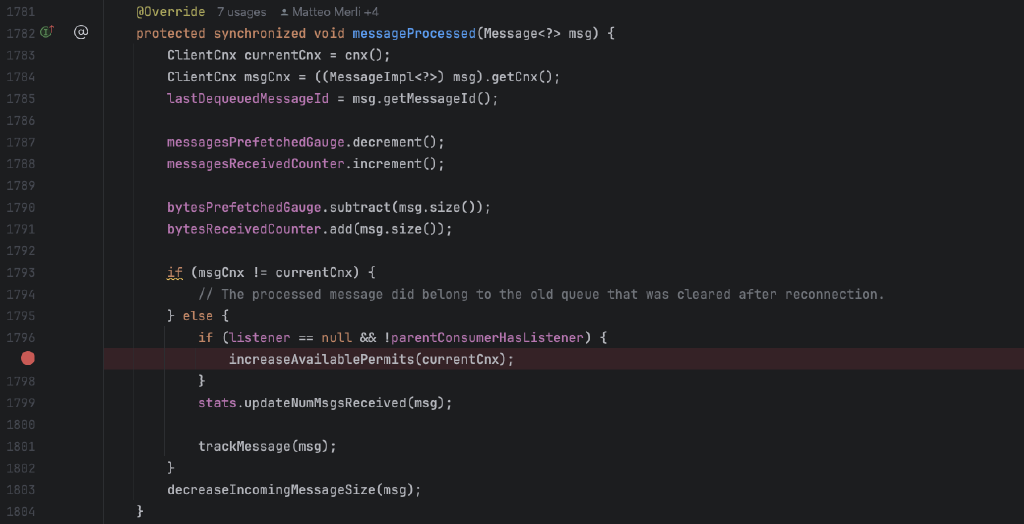 1781 @Override 7 usages Matteo Merli +4
1782 @ protected synchronized void messageProcessed(Message<?> msg) {
1783 ClientCnx currentCnx = cnx();
1784 ClientCnx msgCnx = ((MessageImpl<?>) msg).getCnx();
1785 lastDequeuedMessageId = msg.getMessageId();
1786
1787 messagesPrefetchedGauge.decrement();
1788 messagesReceivedCounter.increment();
1789
1790 bytesPrefetchedGauge.subtract(msg.size());
1791 bytesReceivedCounter.add(msg.size());
1792
1793 if (msgCnx != currentCnx) {
1794 // The processed message did belong to the old queue that was cleared after reconnection.
1795 } else {
1796 if (listener == null && !parentConsumerHasListener) {
increaseAvailablePermits(currentCnx);
1798 }
1799 stats.updateNumMsgsReceived(msg);
1800
1801 trackMessage(msg);
1802 }
1803 decreaseIncomingMessageSize(msg);
1804 }